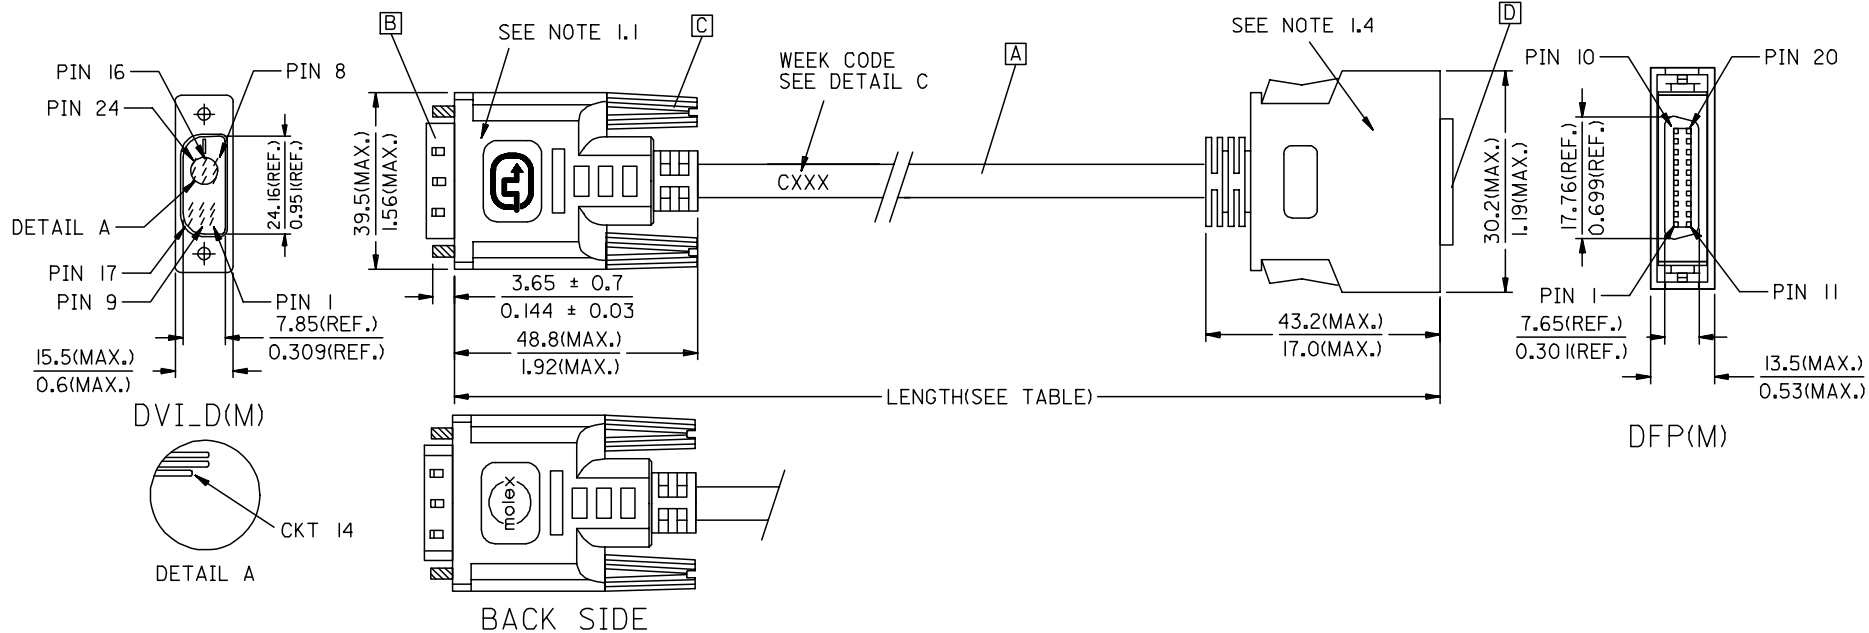 B
SEE NOTE 1.1
C
WEEK CODE
SEE DETAIL C
A
SEE NOTE 1.4
D
PIN 16
PIN 8
PIN 24
DETAIL A
PIN 17
PIN 9
PIN 1
24.16(REF.)
0.951(REF.)
7.85(REF.)
0.309(REF.)
15.5(MAX.)
0.6(MAX.)
DVI_D(M)
39.5(MAX.)
1.56(MAX.)
3.65 ± 0.7
0.144 ± 0.03
48.8(MAX.)
1.92(MAX.)
CXXX
LENGTH(SEE TABLE)
30.2(MAX.)
1.19(MAX.)
43.2(MAX.)
17.0(MAX.)
PIN 10
PIN 20
17.76(REF.)
0.699(REF.)
PIN 1
PIN 11
7.65(REF.)
0.301(REF.)
13.5(MAX.)
0.53(MAX.)
DFP(M)
CKT 14
DETAIL A
molex
BACK SIDE